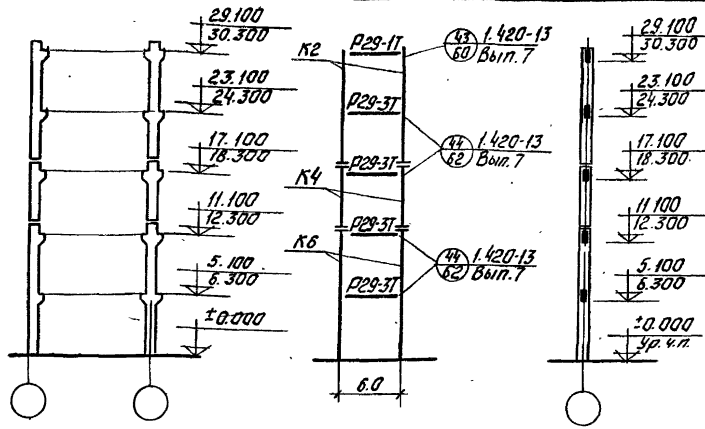 29.100
30.300
23.100
24.300
17.100
18.300
11.100
12.300
5.100
6.300
±0.000
К2
Р29-1Т
43
60
1.420-13
Вып. 7
Р29-3Т
44
62
1.420-13
Вып. 7
Р29-3Т
К4
Р29-3Т
К6
44
62
1.420-13
Вып. 7
Р29-3Т
6.0
29.100
30.300
23.100
24.300
17.100
18.300
11.100
12.300
5.100
6.300
±0.000
Ур. ч.п.